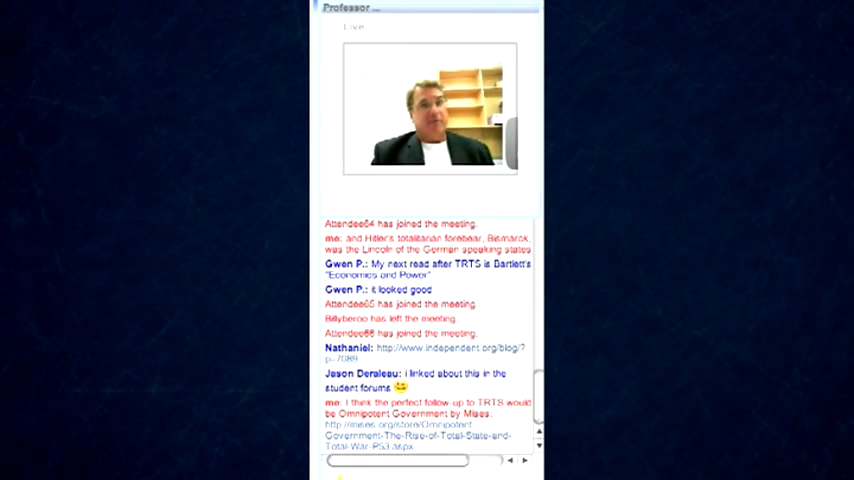 Professor ...
Live
Attendee64 has joined the meeting.
me: and Hitler's totalitarian forebear, Bismarck,
was the Lincoln of the German speaking states
Gwen P.: My next read after TRTS is Bartlett's
"Economics and Power"
Gwen P.: it looked good
Attendee65 has joined the meeting.
Billyberoo has left the meeting.
Attendee66 has joined the meeting.
Nathaniel: http://www.independent.org/blog/?
p=7089
Jason Deraleau: i linked about this in the
student forums
me: I think the perfect follow-up to TRTS would
be Omnipotent Government by Mises:
http://mises.org/store/Omnipotent-
Government-The-Rise-of-Total-State-and-
Total-War-P53.aspx